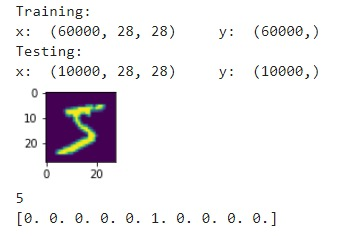 Training:
x:  (60000, 28, 28)     y:  (60000,)
Testing:
x:  (10000, 28, 28)     y:  (10000,)
0
10
20
0 20
5
[0. 0. 0. 0. 0. 1. 0. 0. 0. 0.]